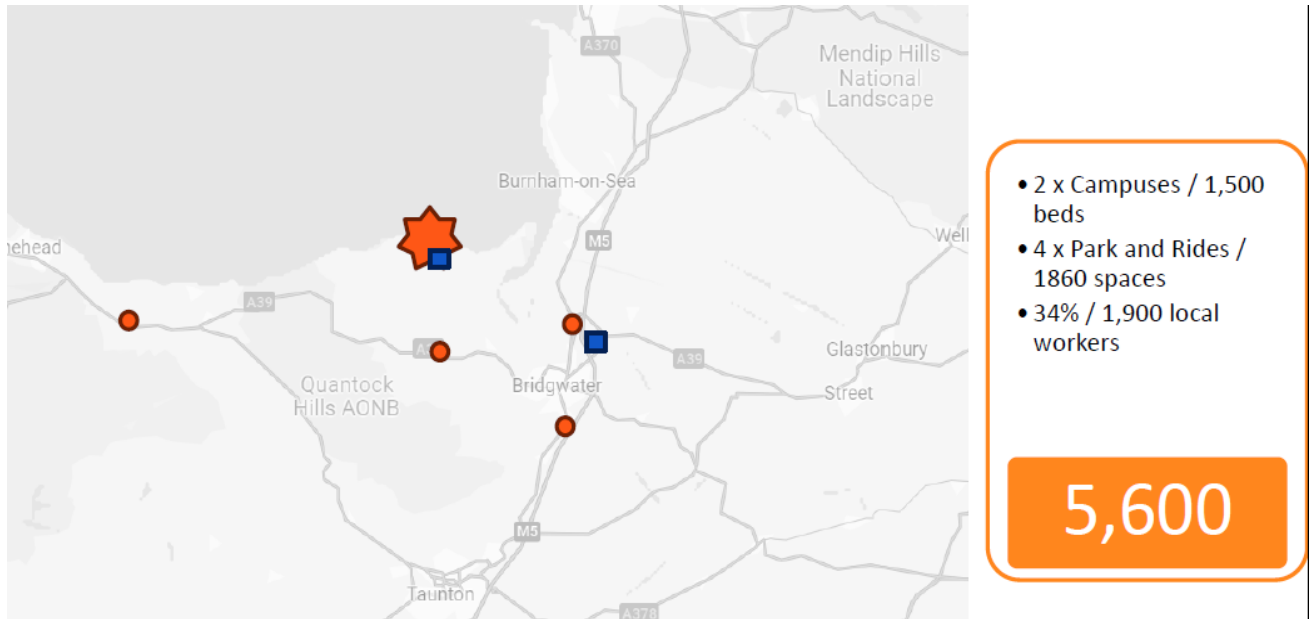 A370
Mendip Hills
National
Landscape
Burnham-on-Sea
M5
nehead
Well
A39
Glastonbury
A39
Quantock
Hills AONB
Bridgwater
Street
M5
Taunton
A378
• 2 x Campuses / 1,500
beds
• 4 x Park and Rides /
1860 spaces
• 34% / 1,900 local
workers
5,600